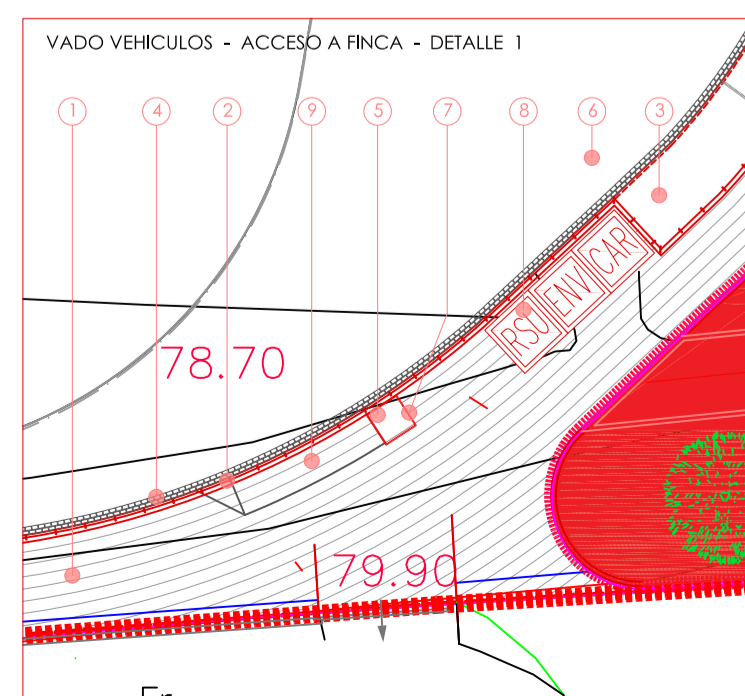 VADO VEHICULOS - ACCESO A FINCA - DETALLE 1
1 4 2 9 5 7 8 6 3
RSU ENV CAR
78.70
79.90